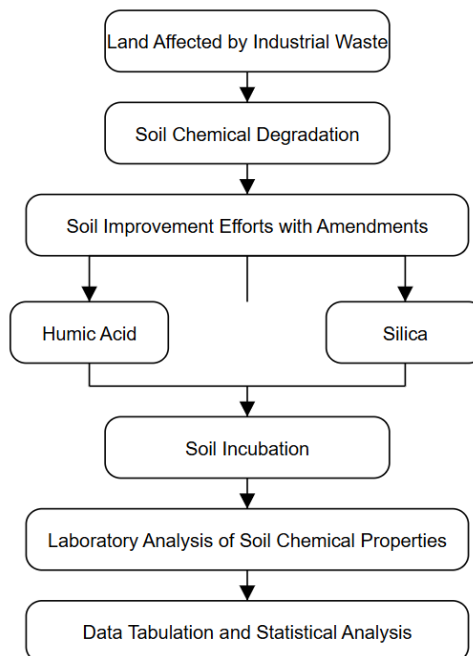 Land Affected by Industrial Waste
Soil Chemical Degradation
Soil Improvement Efforts with Amendments
Humic Acid
Silica
Soil Incubation
Laboratory Analysis of Soil Chemical Properties
Data Tabulation and Statistical Analysis